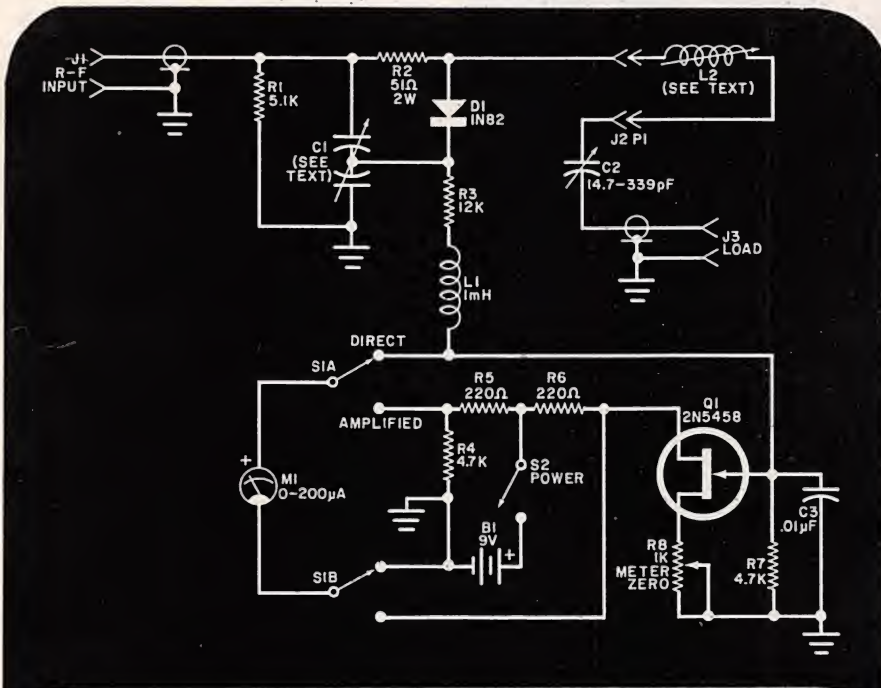 J1
R-F
INPUT
R1
5.1K
R2
51Ω
2W
D1
1N82
L2
(SEE TEXT)
C1
(SEE
TEXT)
J2 P1
C2
14.7-339pF
R3
12K
J3
LOAD
L1
1mH
DIRECT
S1A
R5
220Ω
R6
220Ω
Q1
2N5458
AMPLIFIED
R4
4.7K
S2
POWER
+
M1
0-200µA
C3
.01µF
B1
9V
+
R8
1K
METER
ZERO
R7
4.7K
S1B